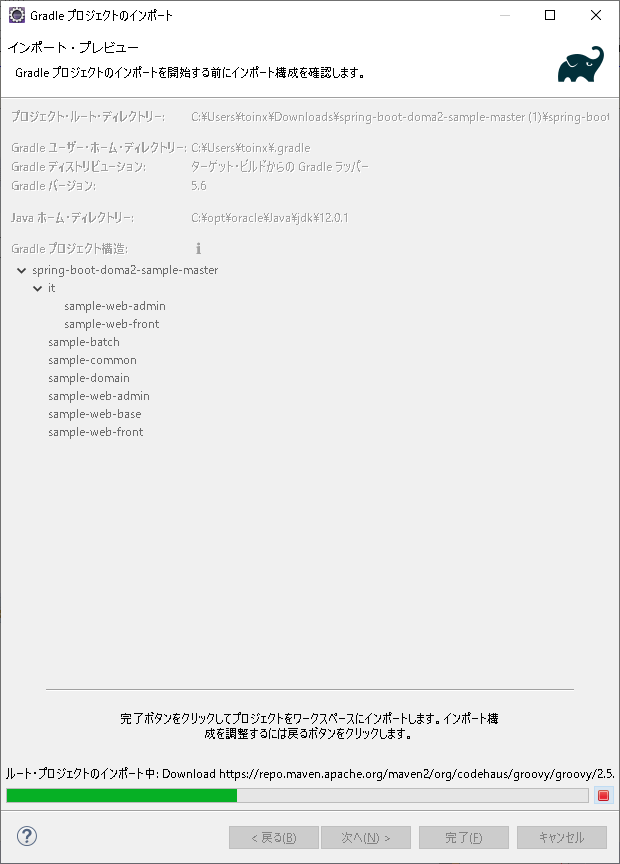 Gradle プロジェクトのインポート
インポート・プレビュー
Gradle プロジェクトのインポートを開始する前にインポート構成を確認します。
プロジェクト・ルート・ディレクトリー: C:¥Users¥toinx¥Downloads¥spring-boot-doma2-sample-master (1)¥spring-boot
Gradle ユーザー・ホーム・ディレクトリー: C:¥Users¥toinx¥.gradle
Gradle ディストリビューション: ターゲット・ビルドからの Gradle ラッパー
Gradle バージョン: 5.6
Java ホーム・ディレクトリー: C:¥opt¥oracle¥Java¥jdk¥12.0.1
Gradle プロジェクト構造:
spring-boot-doma2-sample-master
it
sample-web-admin
sample-web-front
sample-batch
sample-common
sample-domain
sample-web-admin
sample-web-base
sample-web-front
完了ボタンをクリックしてプロジェクトをワークスペースにインポートします。インポート構
成を調整するには戻るボタンをクリックします。
ルート・プロジェクトのインポート中: Download https://repo.maven.apache.org/maven2/org/codehaus/groovy/groovy/2.5.
? < 戻る(B) 次へ(N) > 完了(F) キャンセル